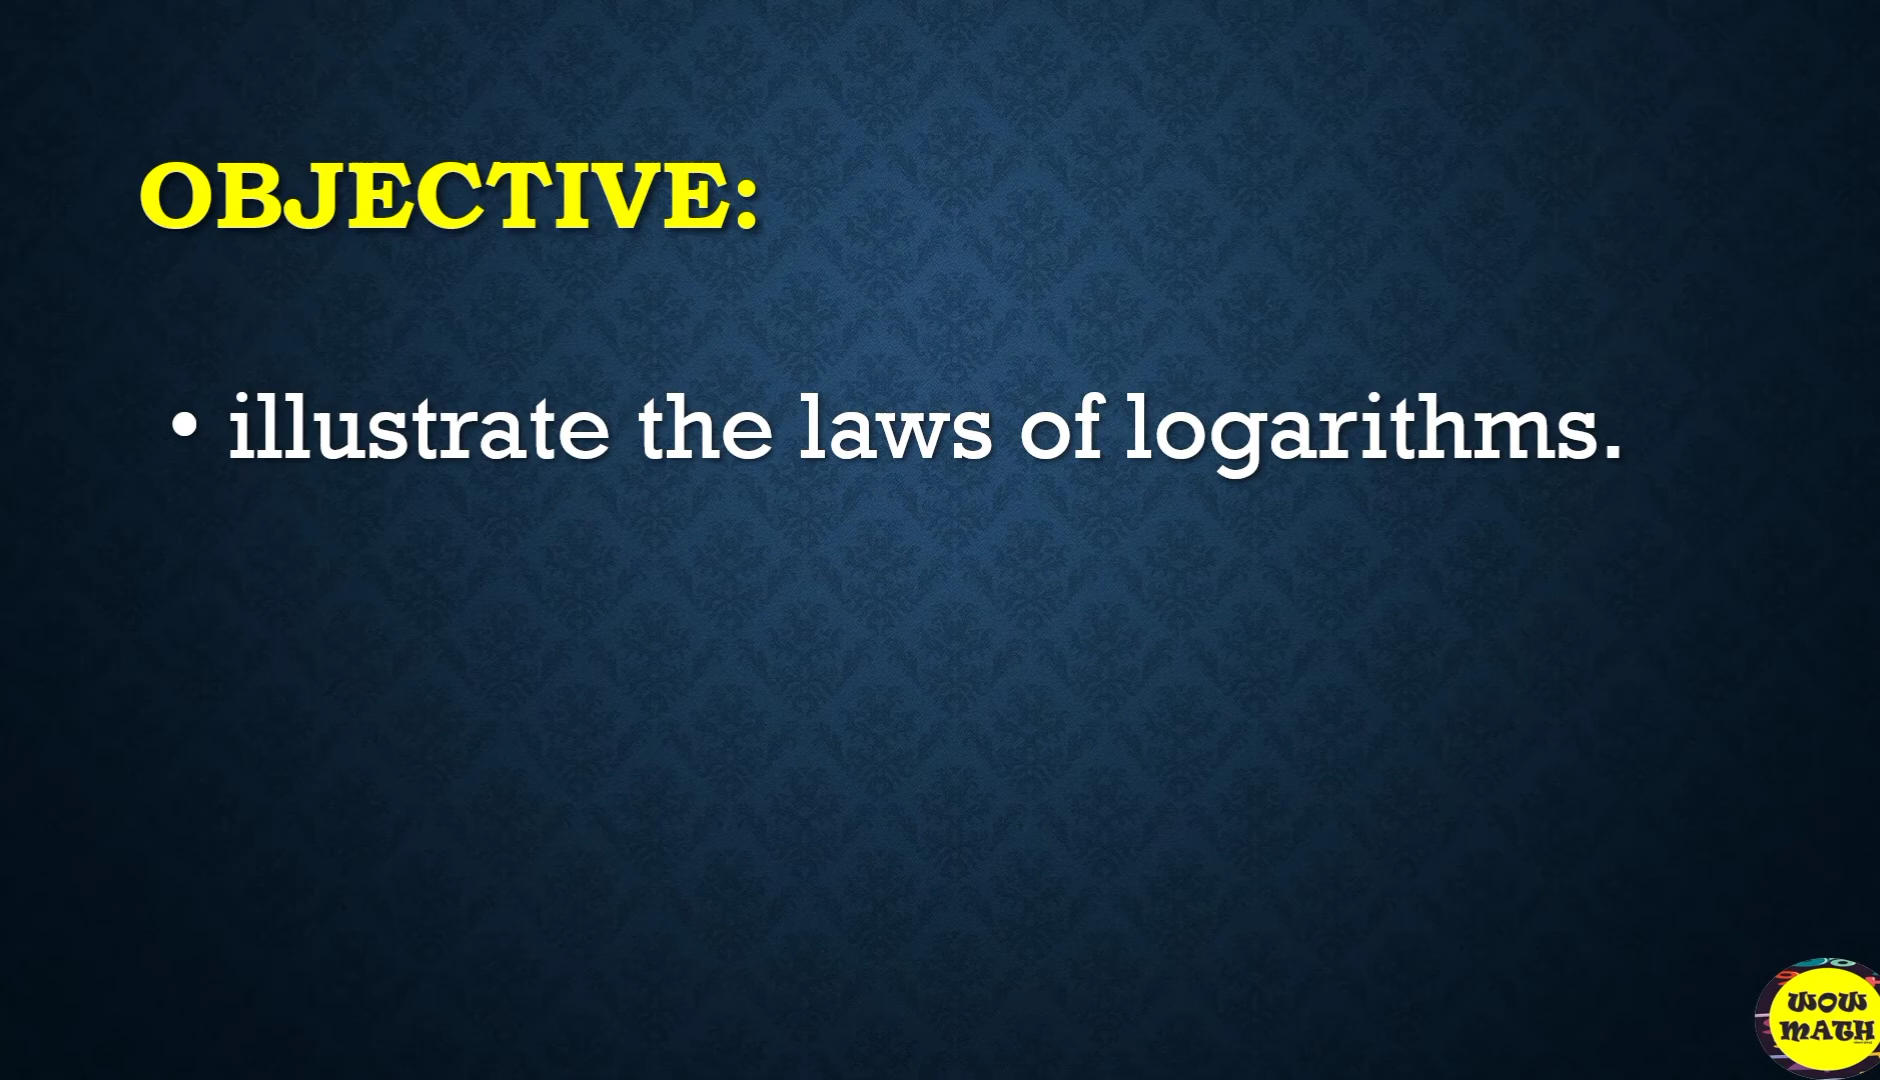 OBJECTIVE:
• illustrate the laws of logarithms.
WOW
MATH